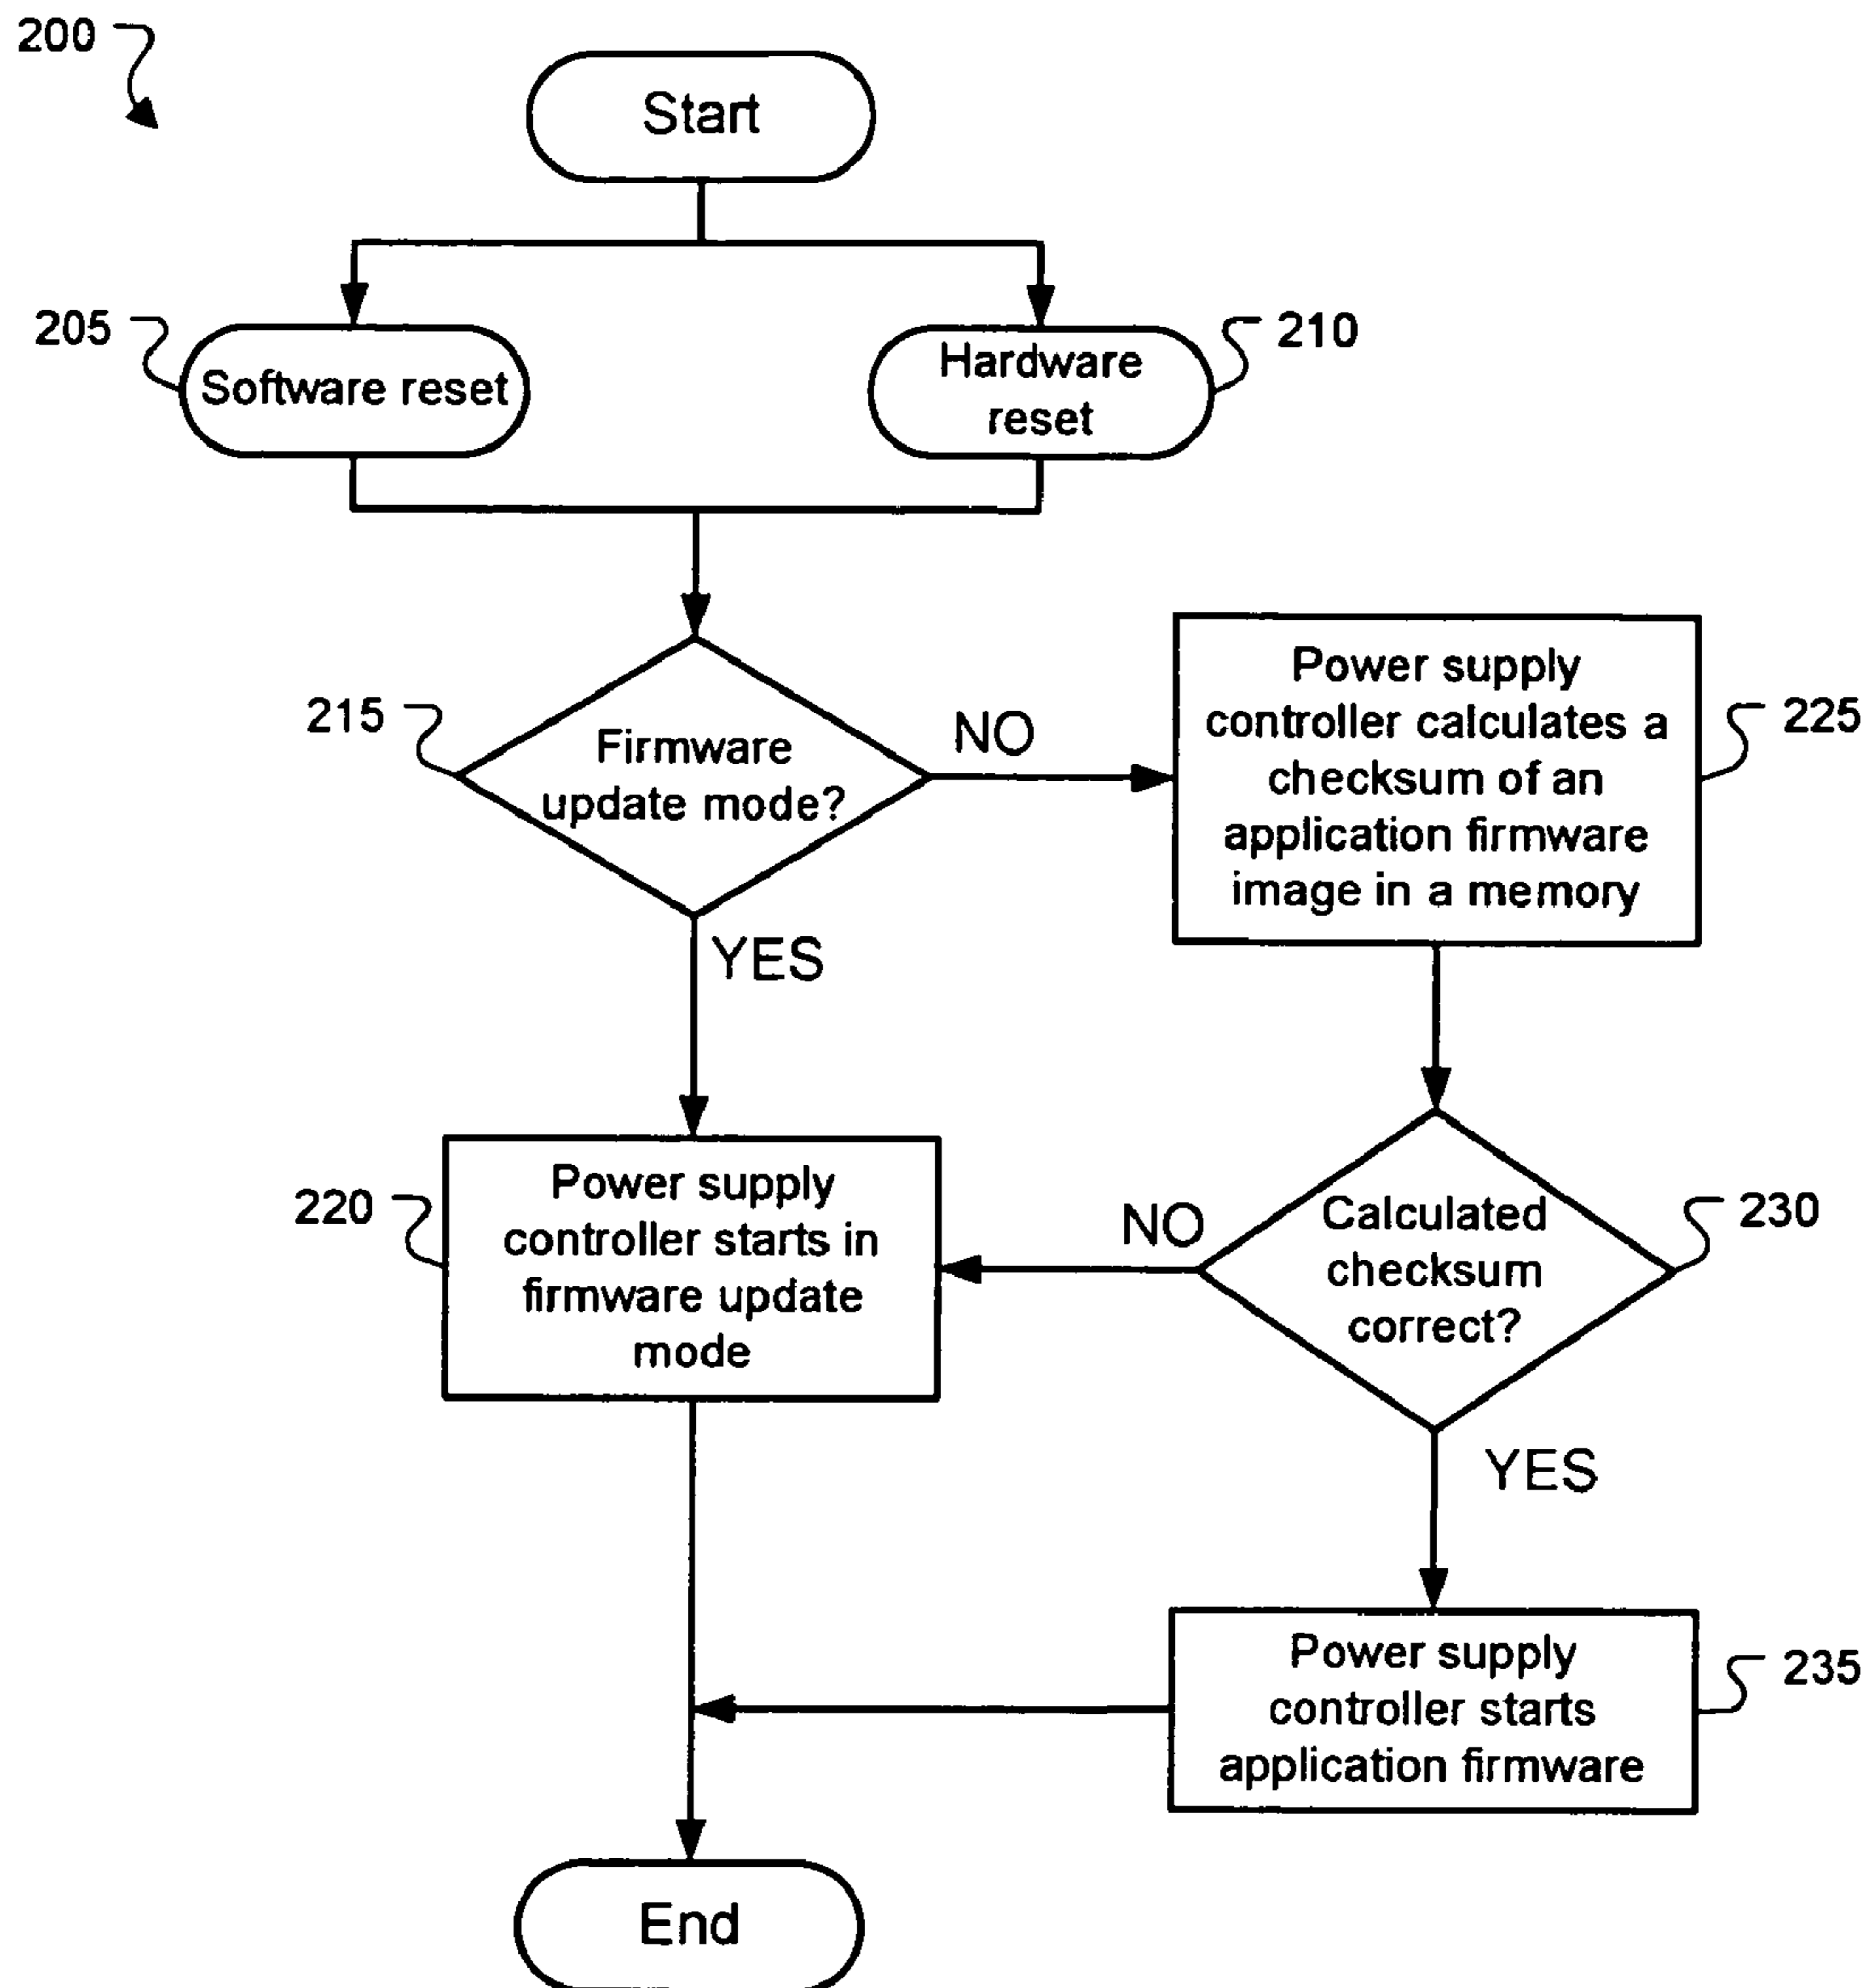 200
Start
205
Software reset
Hardware
reset
210
215
Firmware
update mode?
NO
YES
Power supply
controller calculates a
checksum of an
application firmware
image in a memory
225
220
Power supply
controller starts in
firmware update
mode
NO
Calculated
checksum
correct?
230
YES
Power supply
controller starts
application firmware
235
End